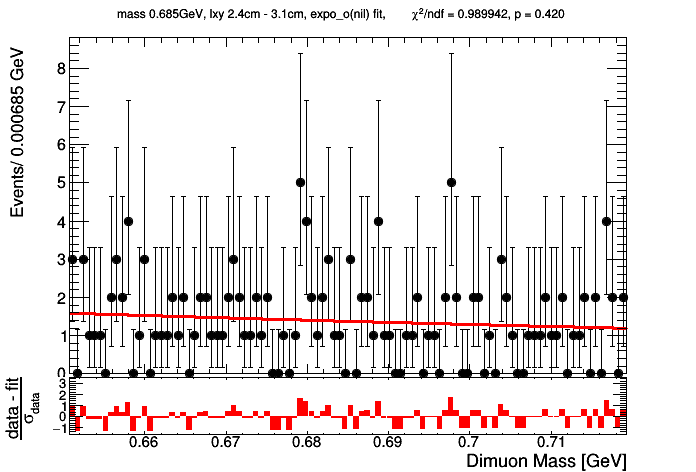 mass 0.685GeV, lxy 2.4cm - 3.1cm, expo_o(nil) fit, χ²/ndf = 0.989942, p = 0.420
Events/ 0.000685 GeV
8
7
6
5
4
3
2
1
0
data - fit
σdata
3
2
1
0
−1
0.66 0.67 0.68 0.69 0.7 0.71
Dimuon Mass [GeV]